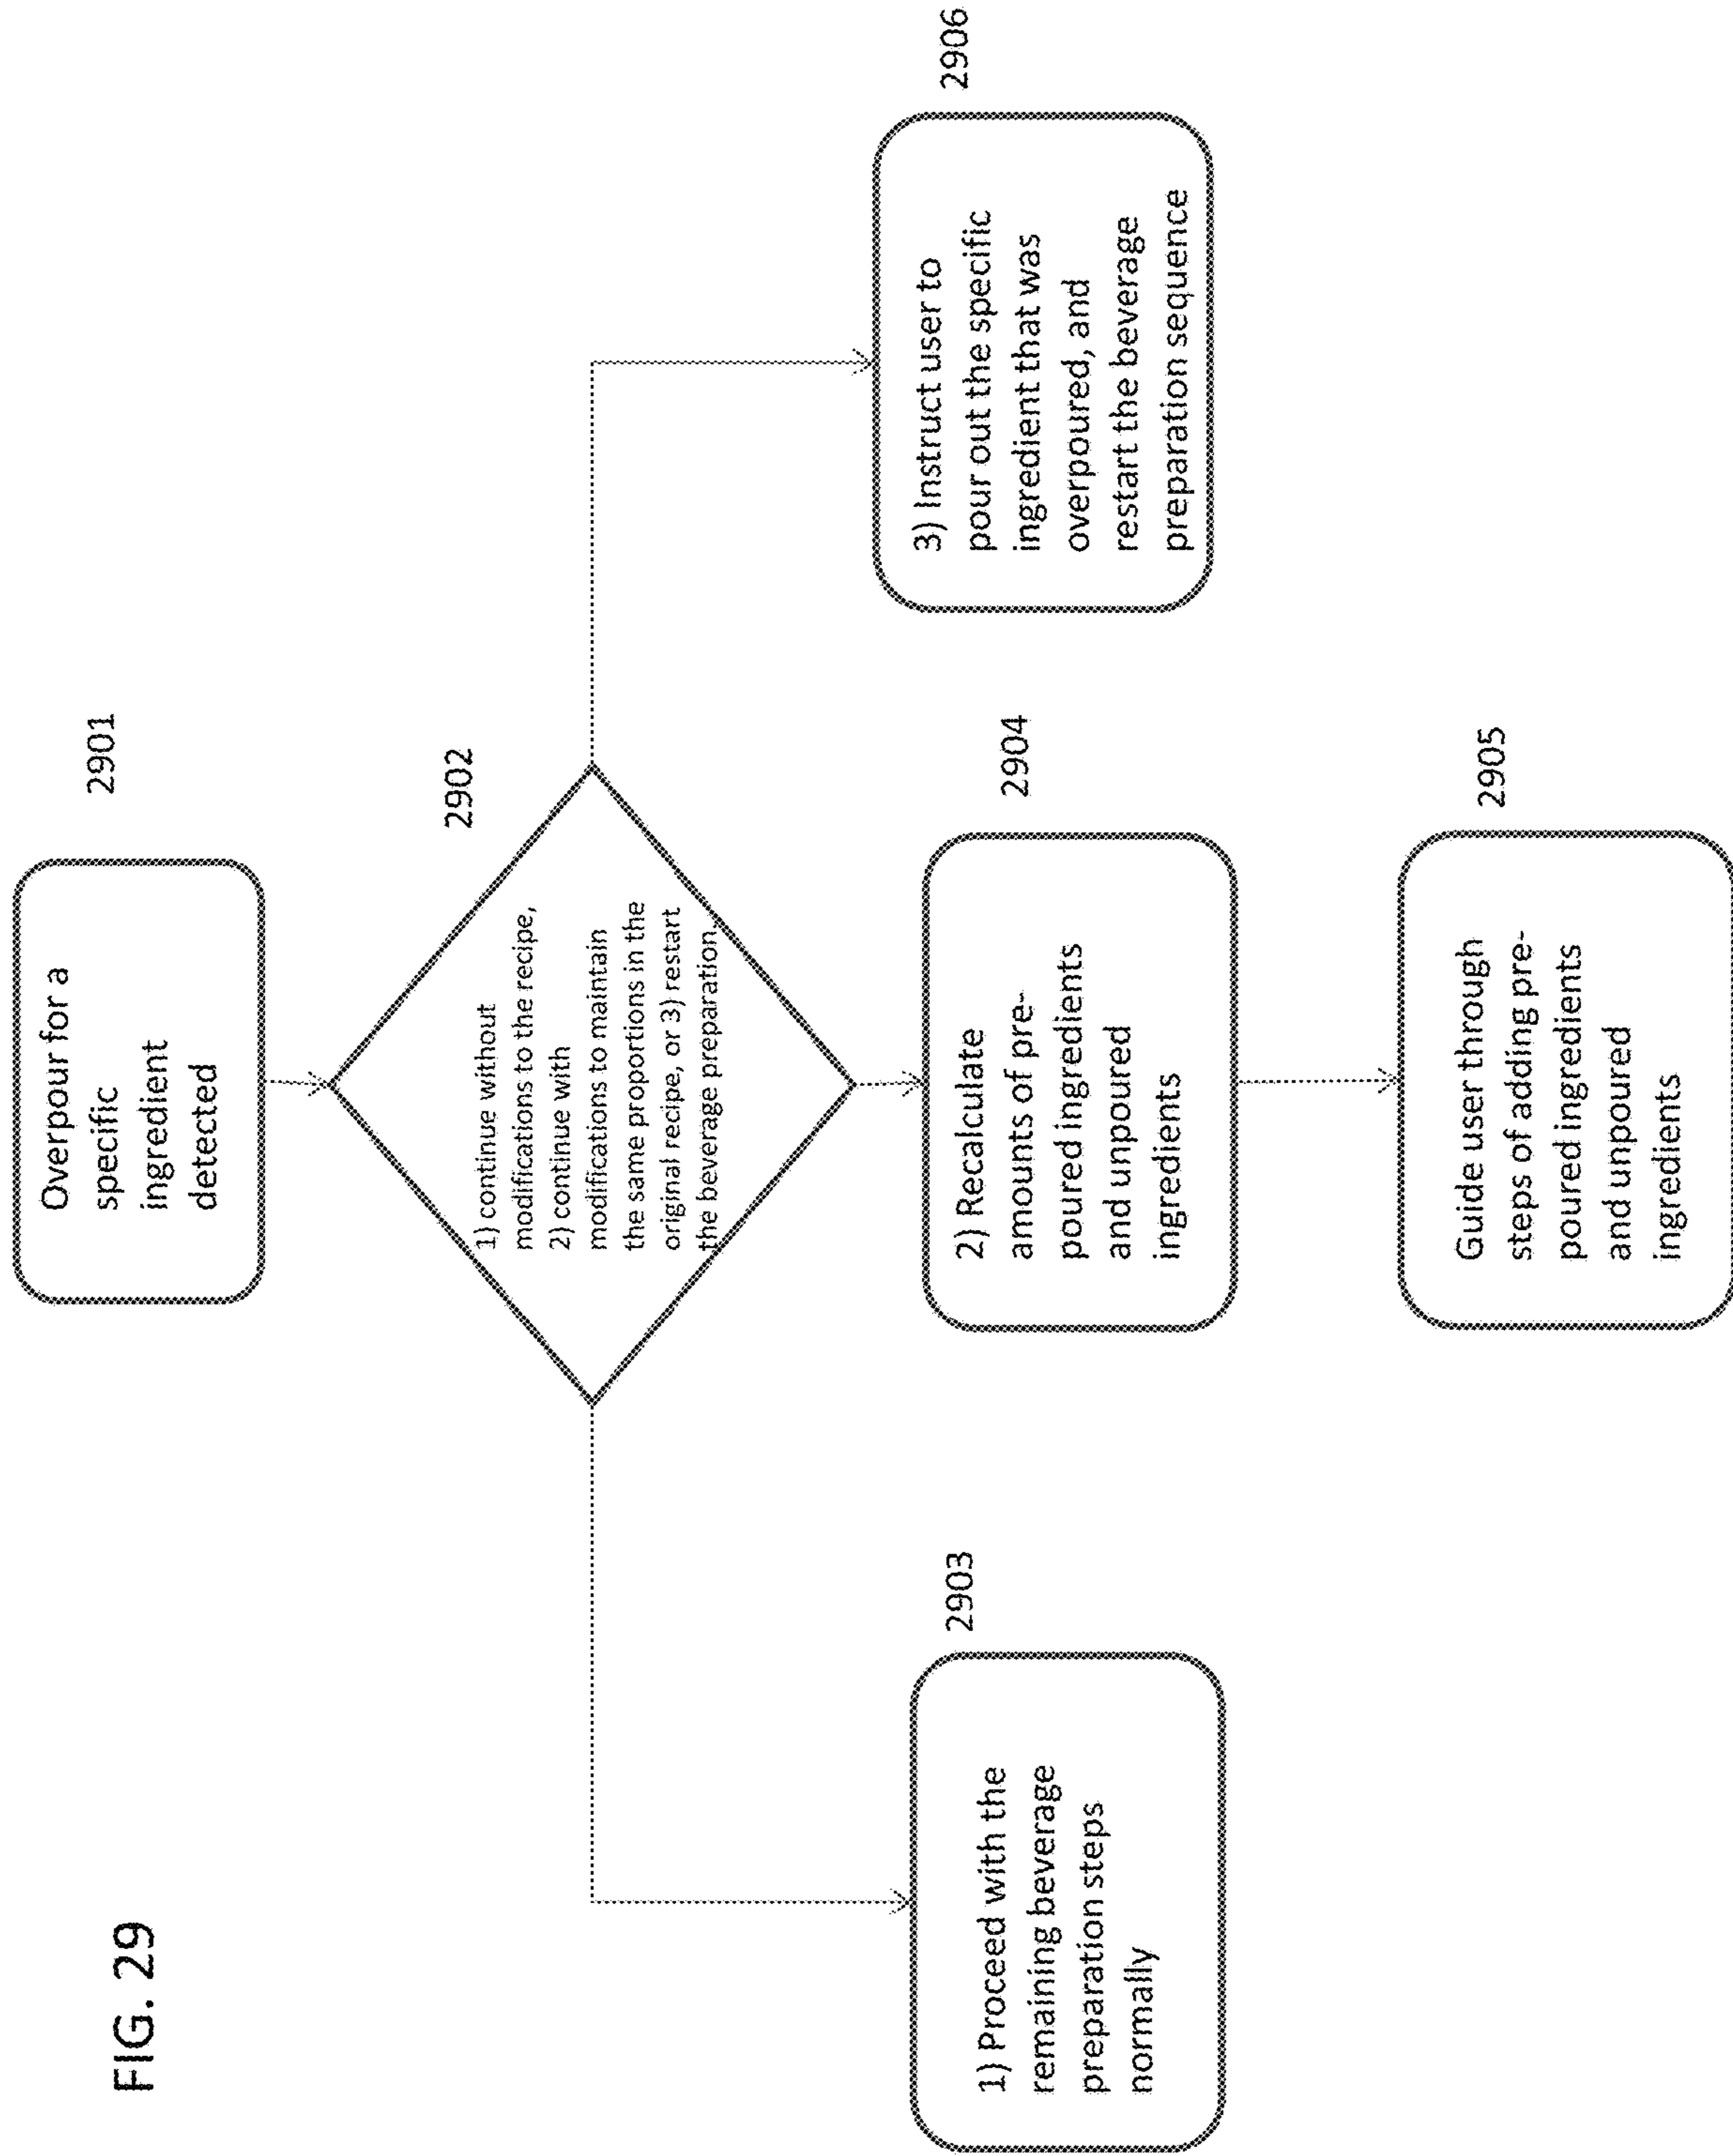 FIG. 29
Overpour for a
specific
ingredient
detected
2901
2902
1) continue without
modifications to the recipe,
2) continue with
modifications to maintain
the same proportions in the
original recipe, or 3) restart
the beverage preparation.
2903
1) Proceed with the
remaining beverage
preparation steps
normally
2904
2) Recalculate
amounts of pre-
poured ingredients
and unpoured
ingredients
2906
3) Instruct user to
pour out the specific
ingredient that was
overpoured, and
restart the beverage
preparation sequence
2905
Guide user through
steps of adding pre-
poured ingredients
and unpoured
ingredients